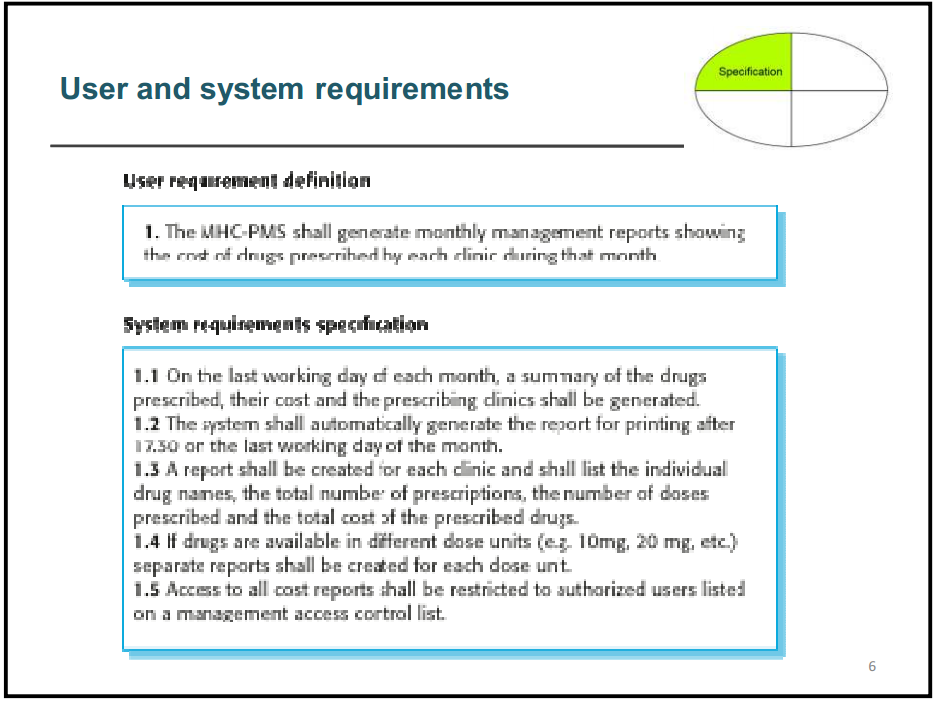 User and system requirements
Specification
User requirement definition
1. The MHC-PMS shall generate monthly management reports showing
the cost of drugs prescribed by each clinic during that month.
System requirements specification
1.1 On the last working day of each month, a summary of the drugs
prescribed, their cost and the prescribing clinics shall be generated.
1.2 The system shall automatically generate the report for printing after
17.30 on the last working day of the month.
1.3 A report shall be created for each clinic and shall list the individual
drug names, the total number of prescriptions, the number of doses
prescribed and the total cost of the prescribed drugs.
1.4 If drugs are available in different dose units (e.g. 10mg, 20 mg, etc.)
separate reports shall be created for each dose unit.
1.5 Access to all cost reports shall be restricted to authorized users listed
on a management access control list.
6